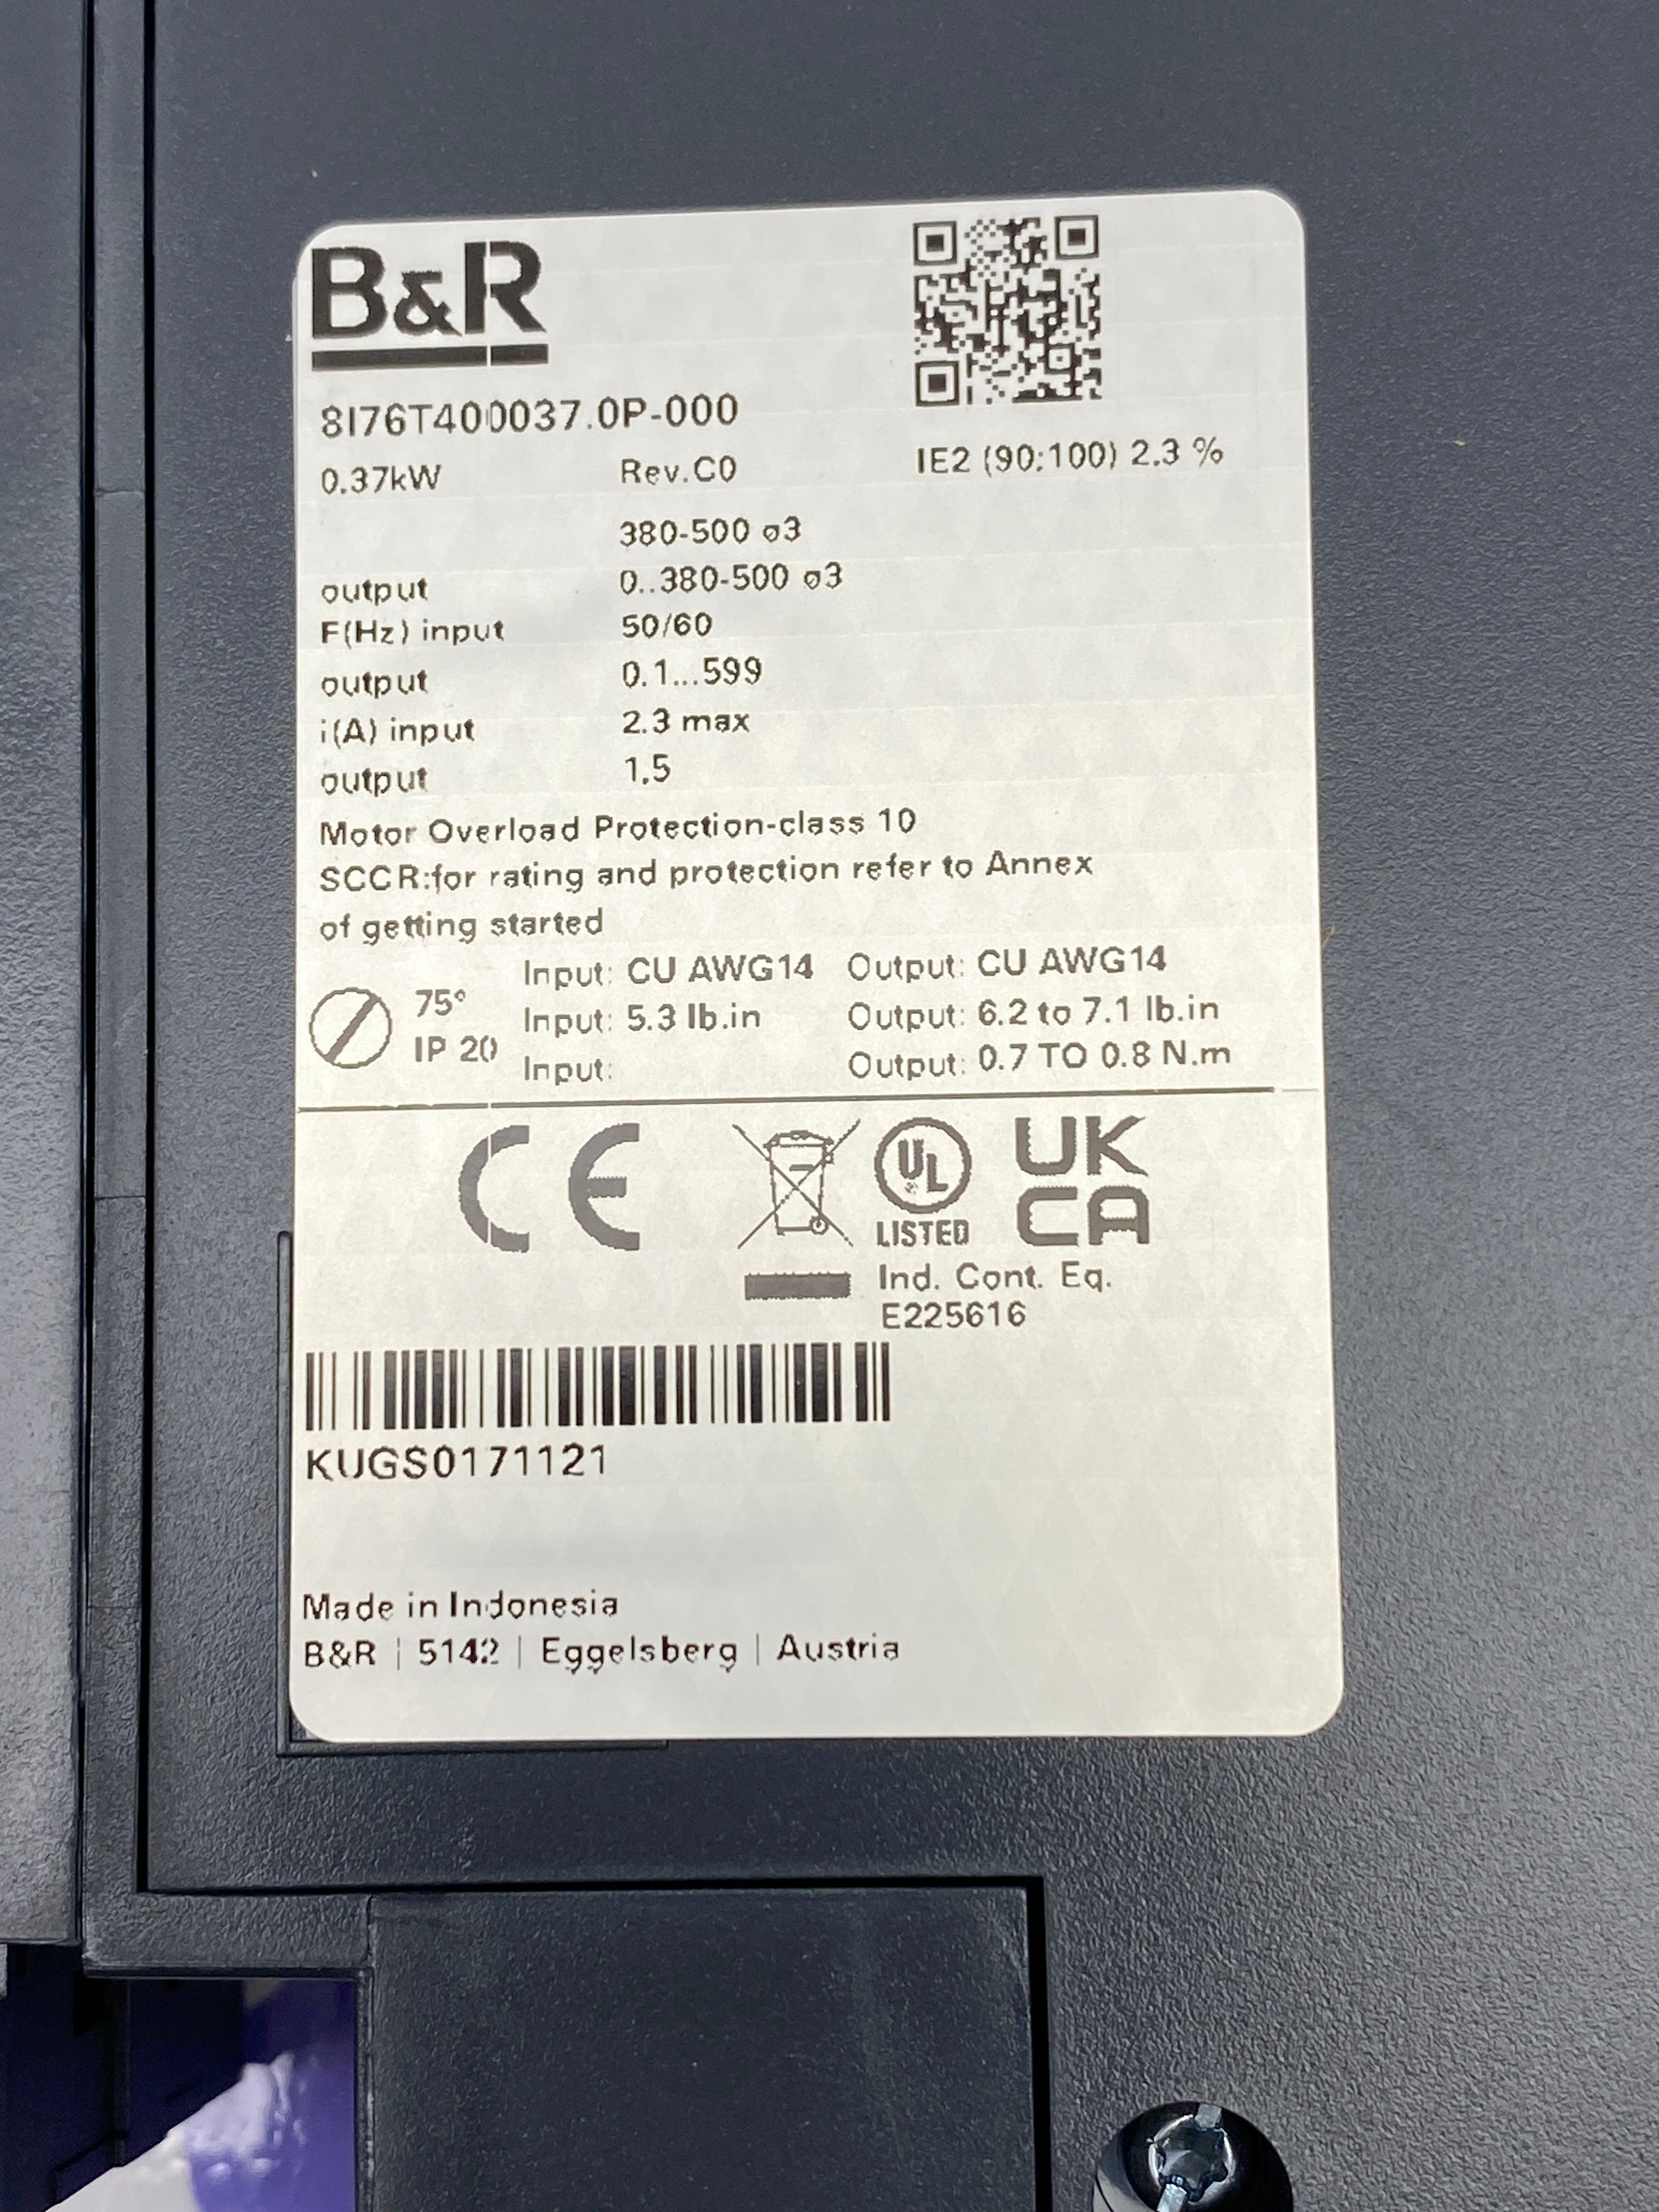 B&R
8I76T400037.0P-000
0.37kW Rev.C0 IE2 (90:100) 2.3 %
380-500 ø3
output 0..380-500 ø3
F(Hz) input 50/60
output 0.1...599
i(A) input 2.3 max
output 1.5
Motor Overload Protection-class 10
SCCR:for rating and protection refer to Annex
of getting started
Input: CU AWG14 Output: CU AWG14
75° Input: 5.3 lb.in Output: 6.2 to 7.1 lb.in
IP 20 Input: Output: 0.7 TO 0.8 N.m
CE UL UK
LISTED CA
Ind. Cont. Eq.
E225616
KUGS0171121
Made in Indonesia
B&R | 5142 | Eggelsberg | Austria